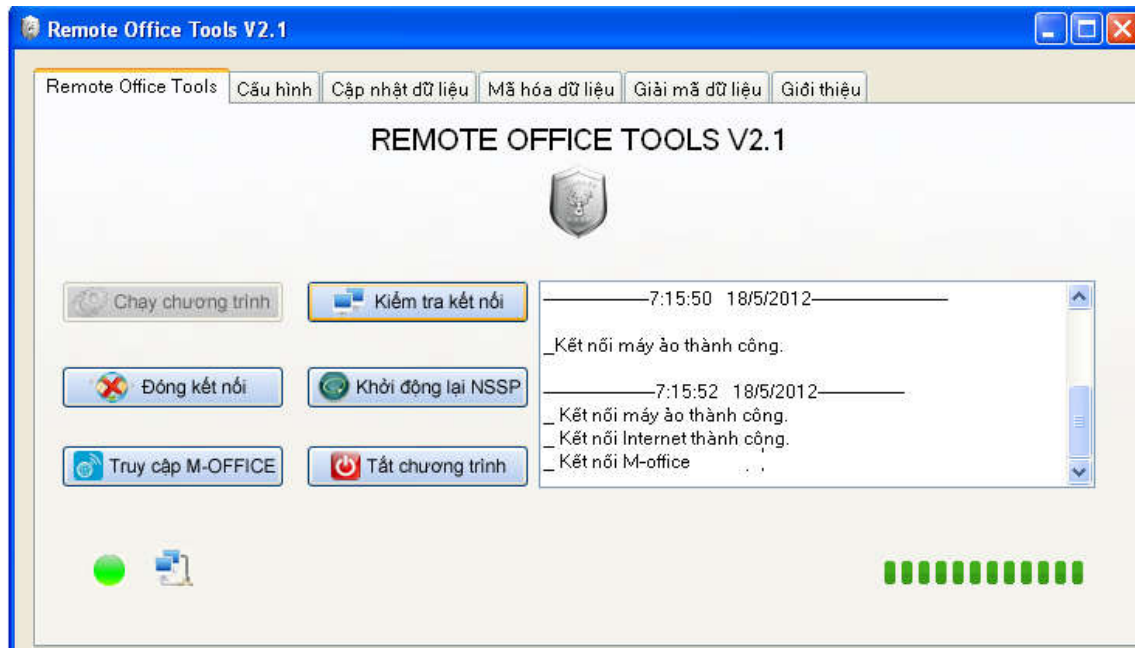 Remote Office Tools V2.1
Remote Office Tools Cấu hình Cập nhật dữ liệu Mã hóa dữ liệu Giải mã dữ liệu Giới thiệu
REMOTE OFFICE TOOLS V2.1
Chạy chương trình
Kiểm tra kết nối
Đóng kết nối
Khởi động lại NSSP
Truy cập M-OFFICE
Tắt chương trình
————7:15:50 18/5/2012————
_Kết nối máy ảo thành công.
————7:15:52 18/5/2012————
_ Kết nối máy ảo thành công.
_ Kết nối Internet thành công.
_ Kết nối M-office